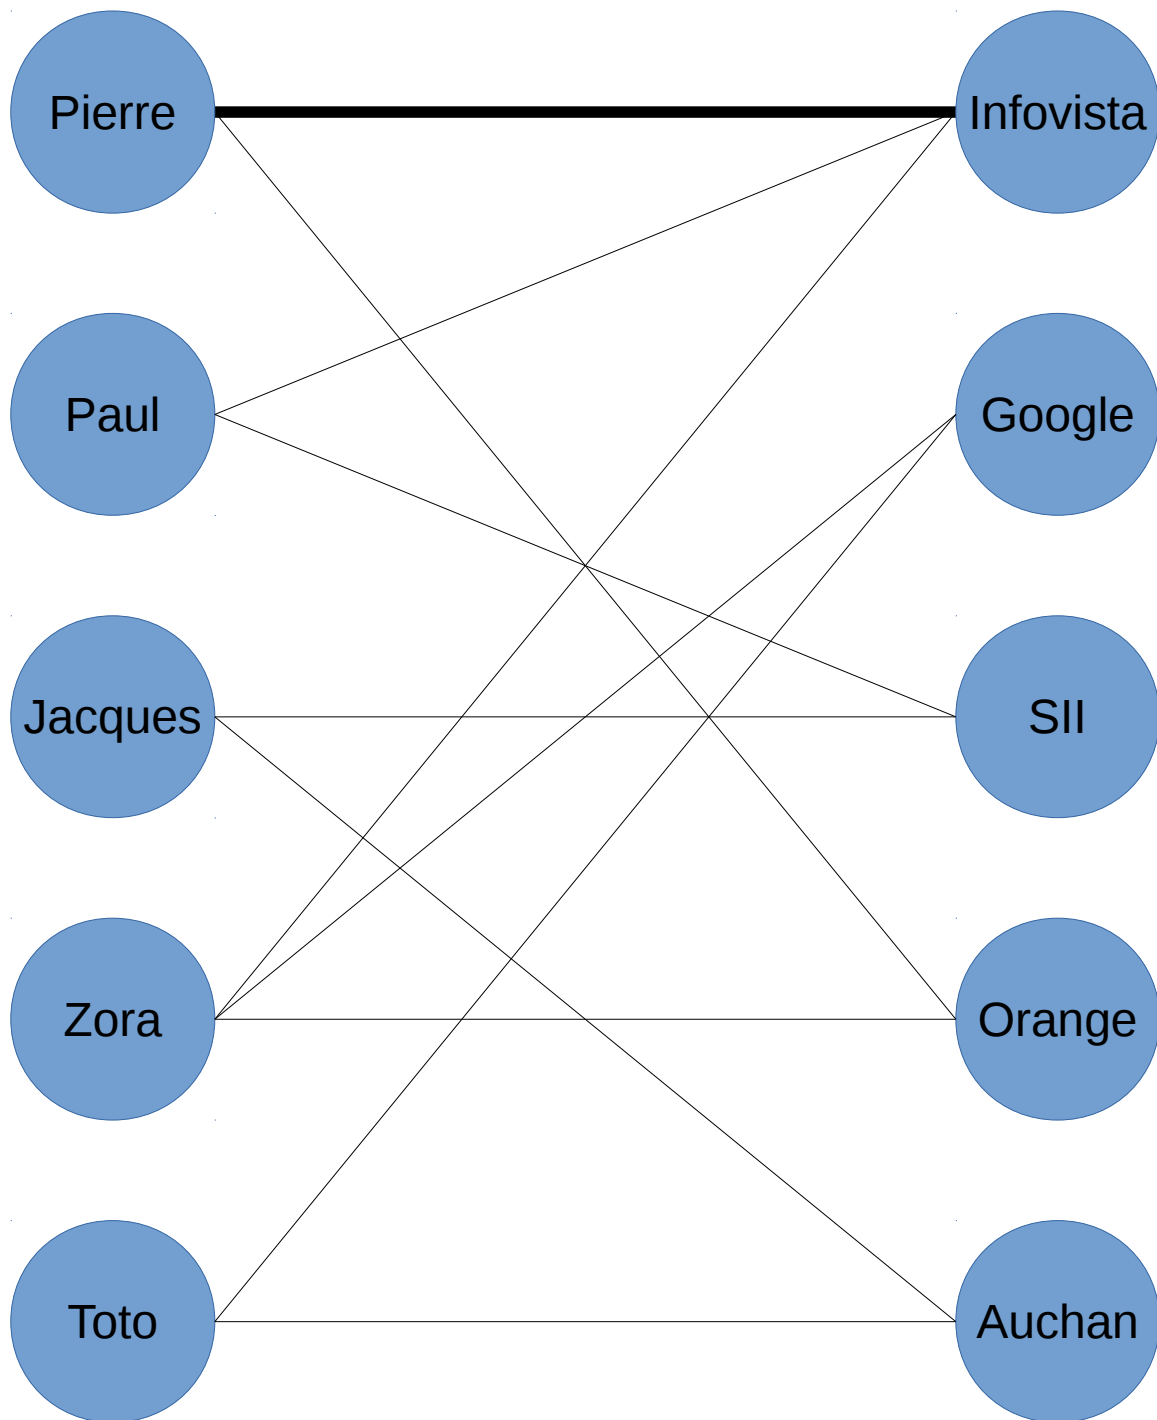 Pierre
Infovista
Paul
Google
Jacques
SII
Zora
Orange
Toto
Auchan